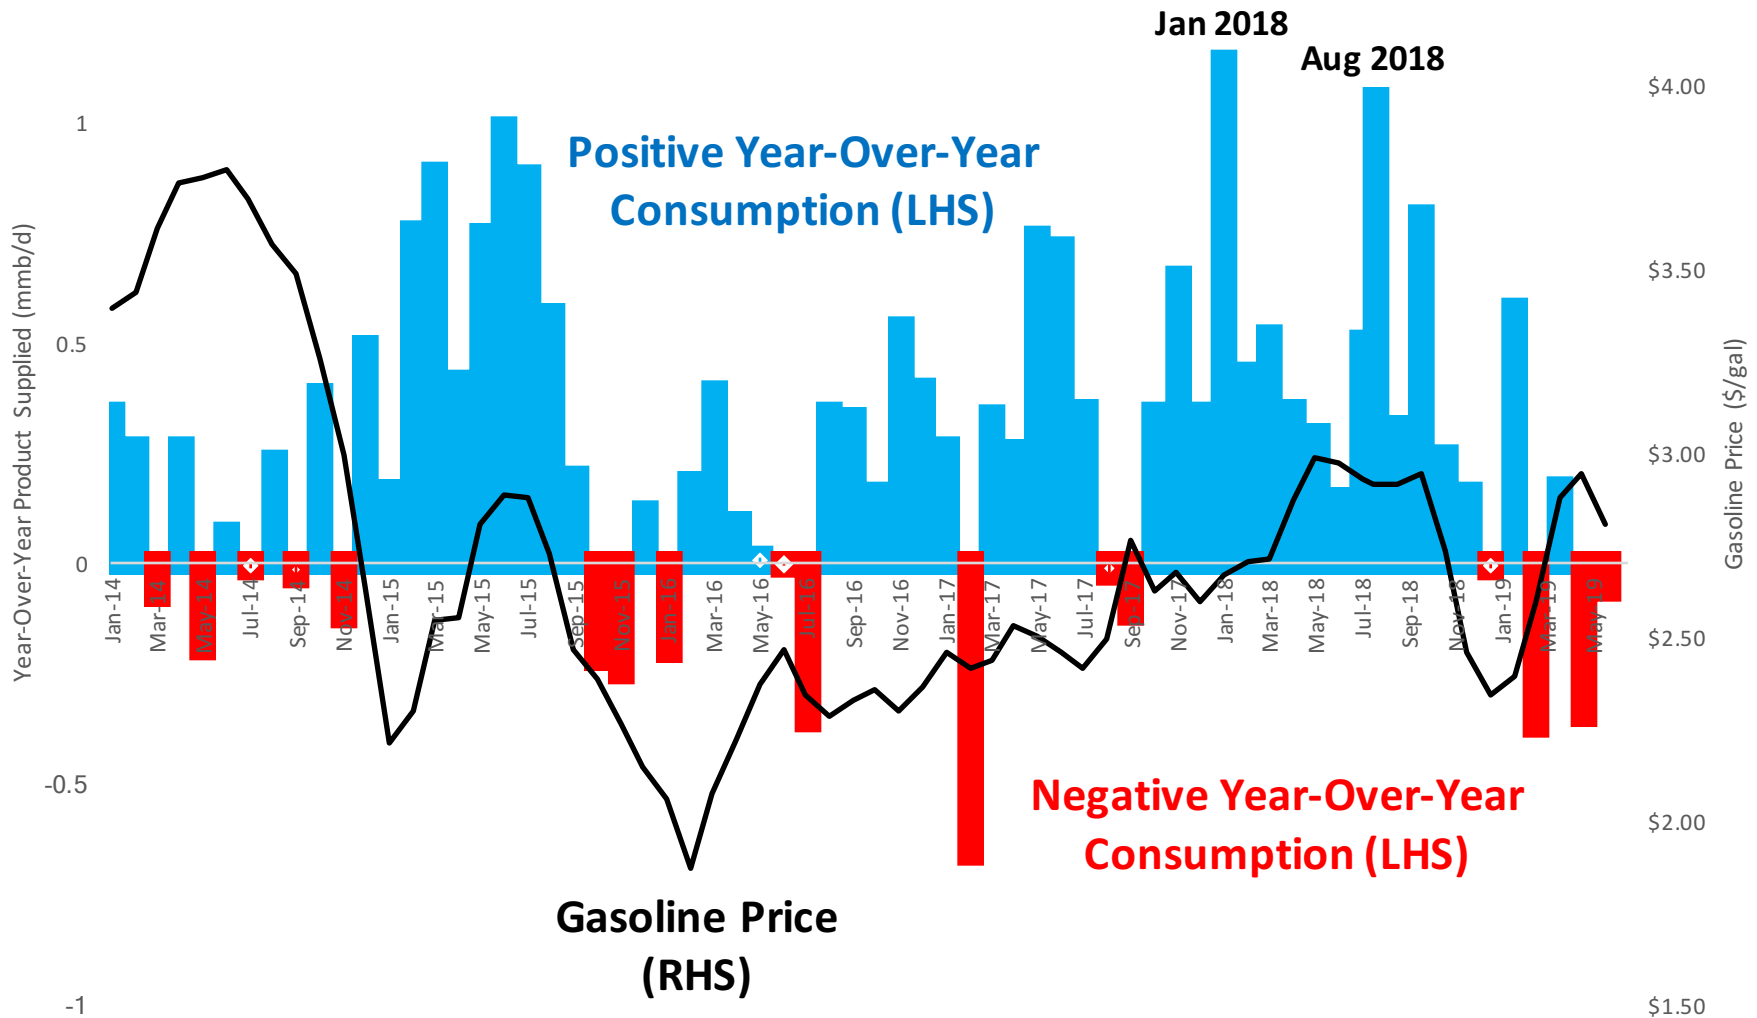 Jan 2018
Aug 2018
Positive Year-Over-Year
Consumption (LHS)
Negative Year-Over-Year
Consumption (LHS)
Gasoline Price
(RHS)
Year-Over-Year Product Supplied (mmb/d)
1
0.5
0
-0.5
-1
Gasoline Price ($/gal)
$4.00
$3.50
$3.00
$2.50
$2.00
$1.50
Jan-14
Mar-14
May-14
Jul-14
Sep-14
Nov-14
Jan-15
Mar-15
May-15
Jul-15
Sep-15
Nov-15
Jan-16
Mar-16
May-16
Jul-16
Sep-16
Nov-16
Jan-17
Mar-17
May-17
Jul-17
Sep-17
Nov-17
Jan-18
Mar-18
May-18
Jul-18
Sep-18
Nov-18
Jan-19
Mar-19
May-19